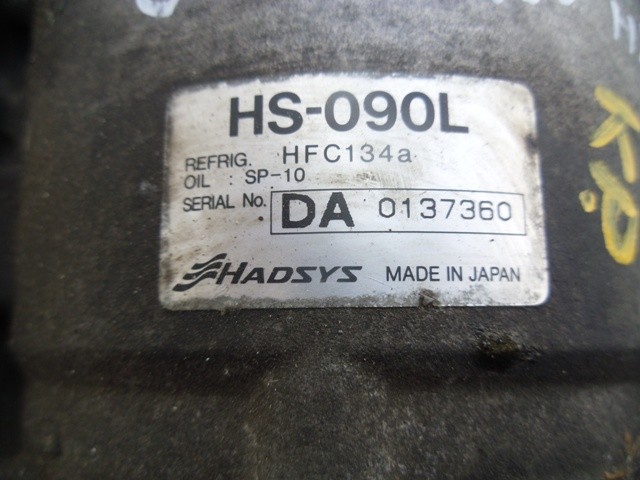 HS-090L
REFRIG. HFC134a
OIL : SP-10
SERIAL No. DA 0137360
HADSYS MADE IN JAPAN
K.P.